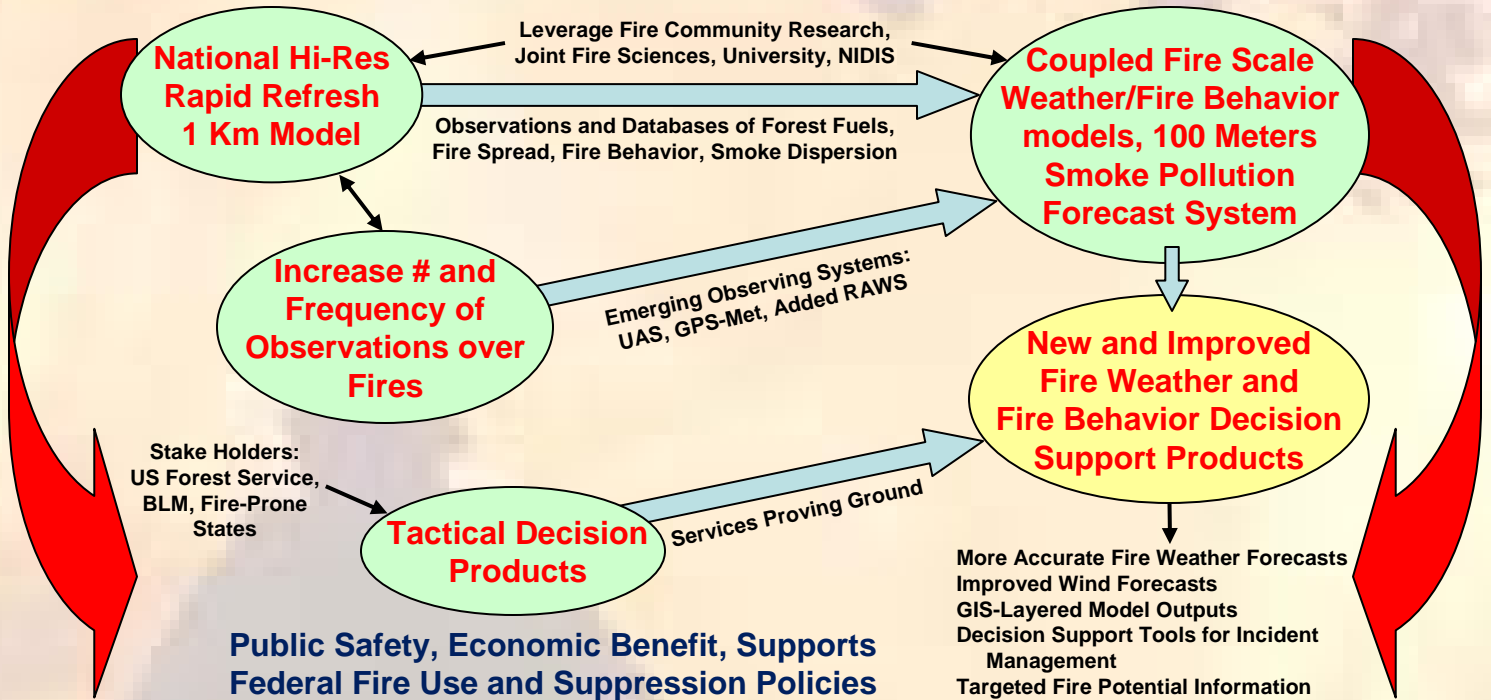 Leverage Fire Community Research,
Joint Fire Sciences, University, NIDIS
National Hi-Res
Rapid Refresh
1 Km Model
Coupled Fire Scale
Weather/Fire Behavior
models, 100 Meters
Smoke Pollution
Forecast System
Observations and Databases of Forest Fuels,
Fire Spread, Fire Behavior, Smoke Dispersion
Increase # and
Frequency of
Observations over
Fires
Emerging Observing Systems:
UAS, GPS-Met, Added RAWS
New and Improved
Fire Weather and
Fire Behavior Decision
Support Products
Stake Holders:
US Forest Service,
BLM, Fire-Prone
States
Tactical Decision
Products
Services Proving Ground
More Accurate Fire Weather Forecasts
Improved Wind Forecasts
GIS-Layered Model Outputs
Decision Support Tools for Incident
Management
Targeted Fire Potential Information
Public Safety, Economic Benefit, Supports
Federal Fire Use and Suppression Policies